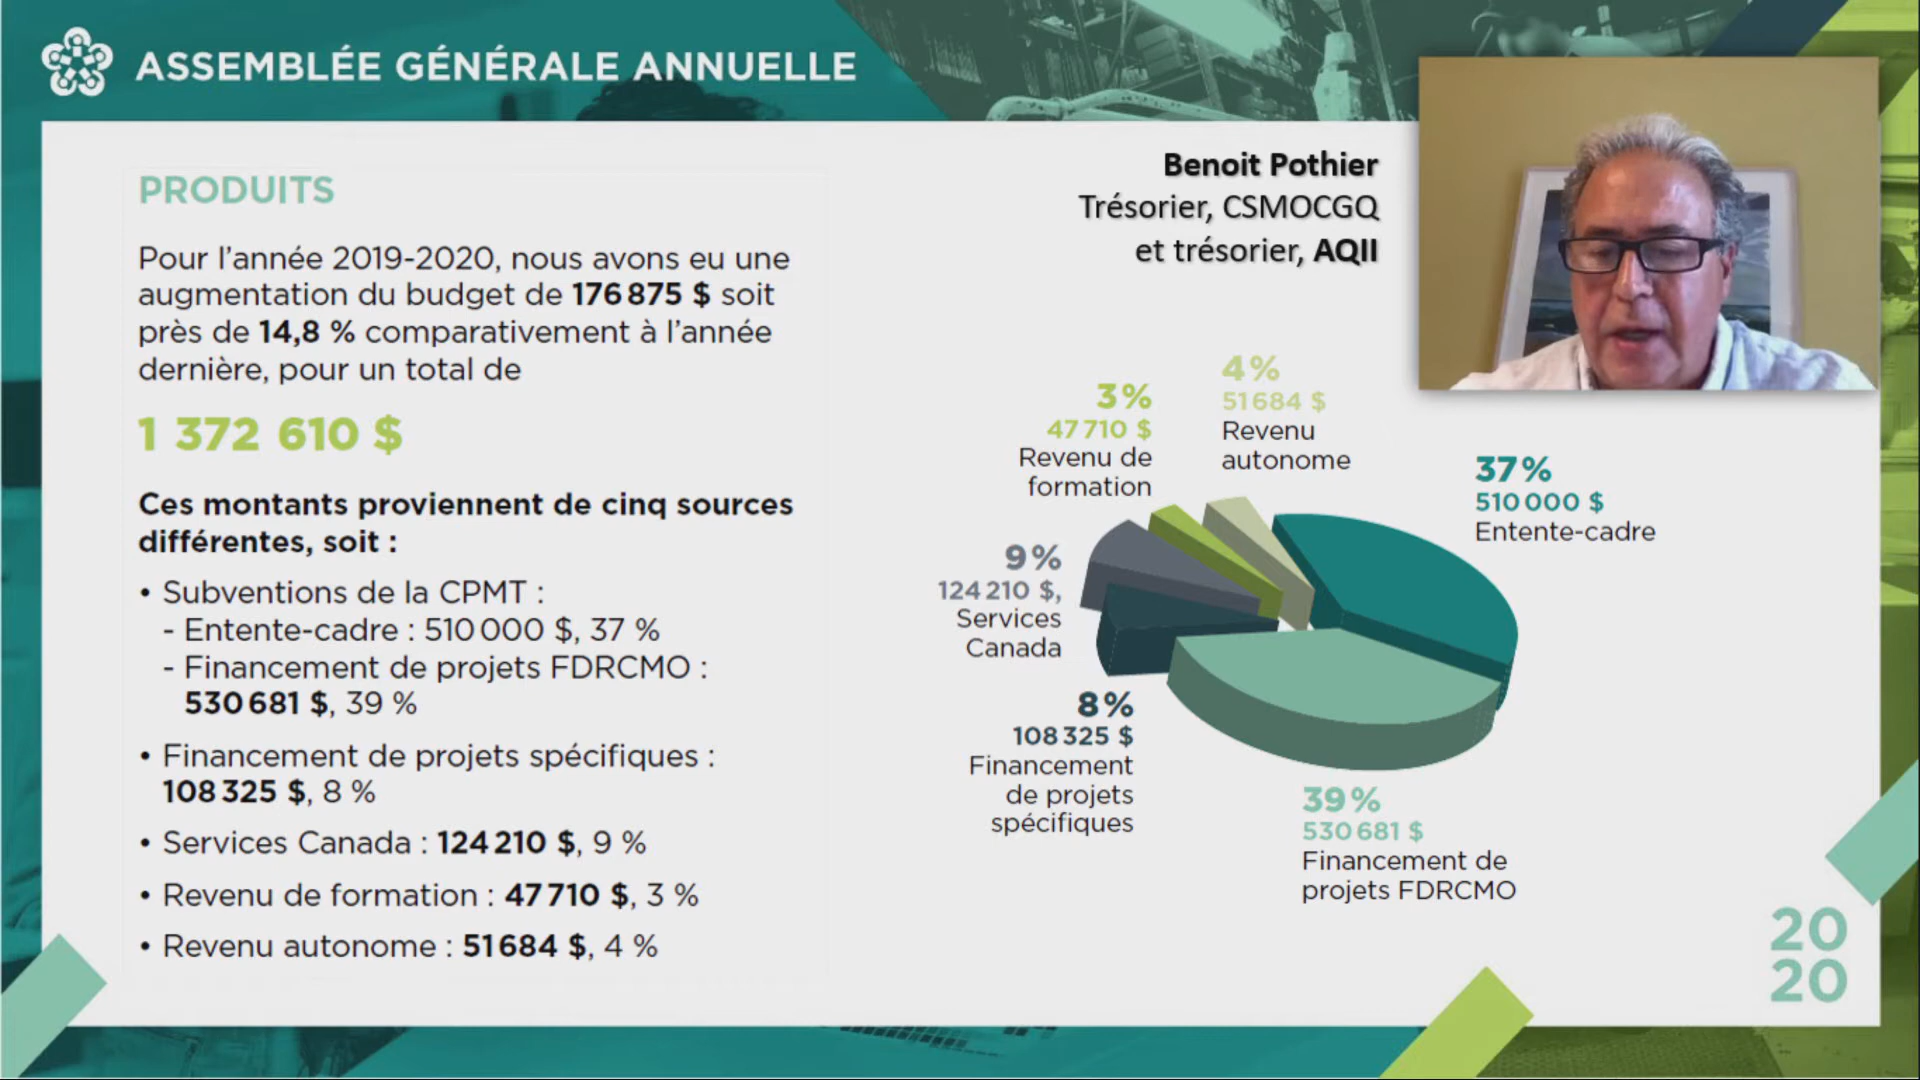 ASSEMBLÉE GÉNÉRALE ANNUELLE
PRODUITS
Pour l’année 2019-2020, nous avons eu une
augmentation du budget de 176 875 $ soit
près de 14,8 % comparativement à l’année
dernière, pour un total de
1 372 610 $
Ces montants proviennent de cinq sources
différentes, soit :
• Subventions de la CPMT :
- Entente-cadre : 510 000 $, 37 %
- Financement de projets FDRCMO :
530 681 $, 39 %
• Financement de projets spécifiques :
108 325 $, 8 %
• Services Canada : 124 210 $, 9 %
• Revenu de formation : 47 710 $, 3 %
• Revenu autonome : 51 684 $, 4 %
Benoit Pothier
Trésorier, CSMOCGQ
et trésorier, AQII
4 %
51 684 $
Revenu
autonome
3 %
47 710 $
Revenu de
formation
37 %
510 000 $
Entente-cadre
9 %
124 210 $,
Services
Canada
8 %
108 325 $
Financement
de projets
spécifiques
39 %
530 681 $
Financement de
projets FDRCMO
20
20